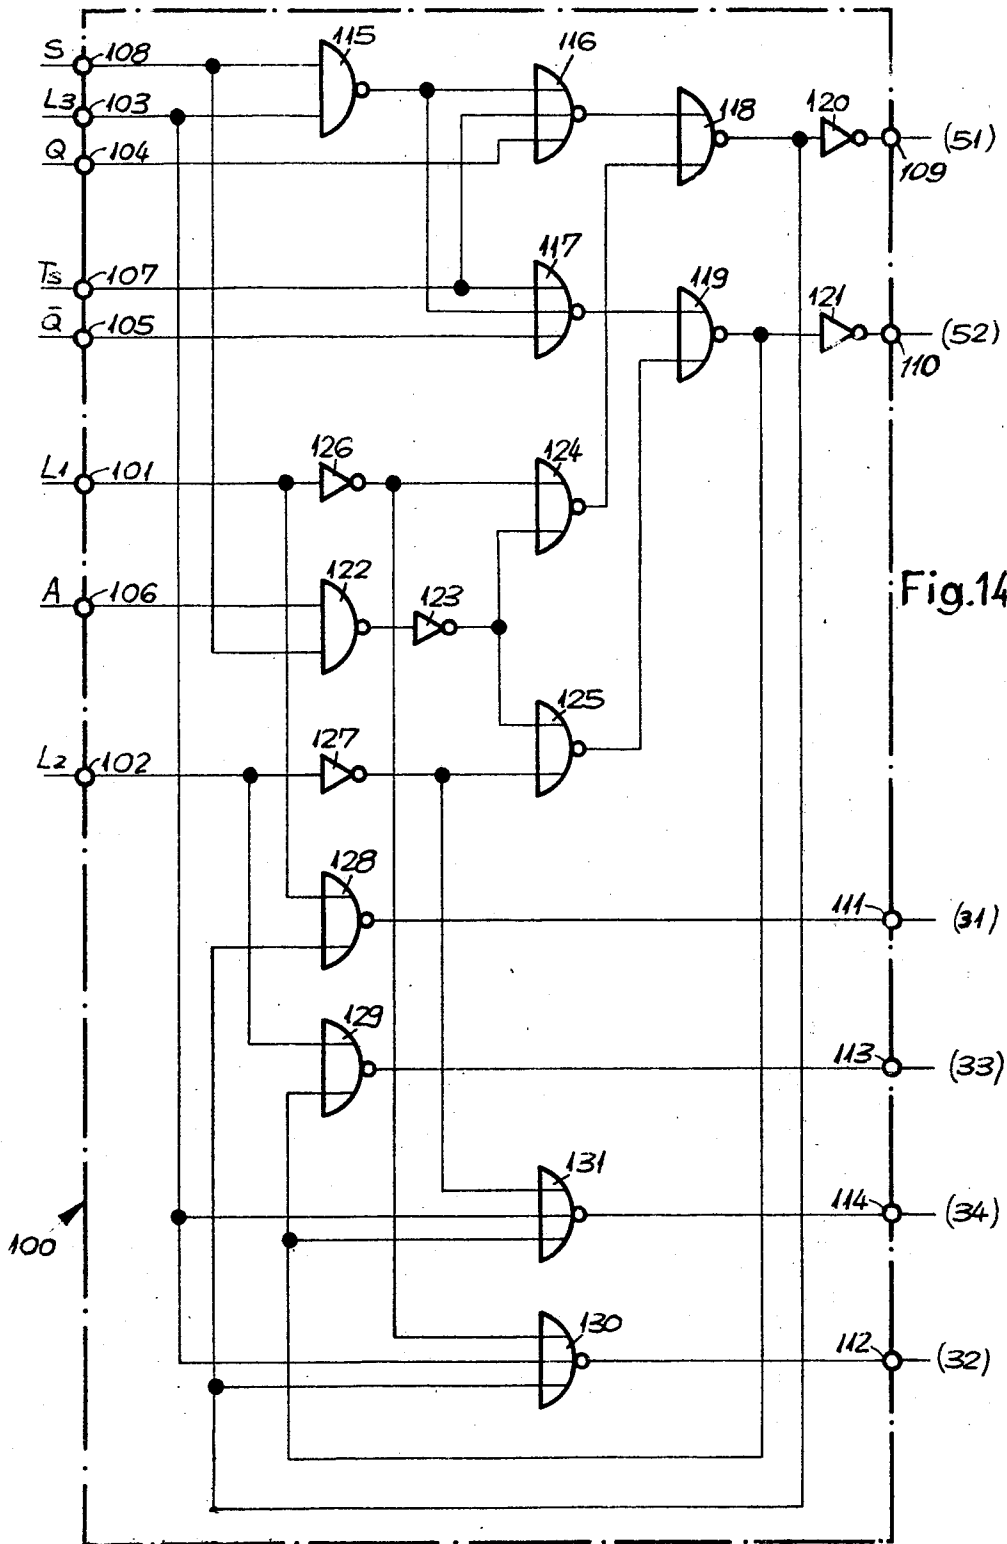 S 108 115 116
L3 103 118 120 (51)
Q 104 109
Ts 107 117 119 121
Q̄ 105 (52)
110
L1 101 126 124
A 106 122 123 Fig.14
L2 102 127 125
128
111 (31)
129
113 (33)
131
114 (34)
100
130
112 (32)